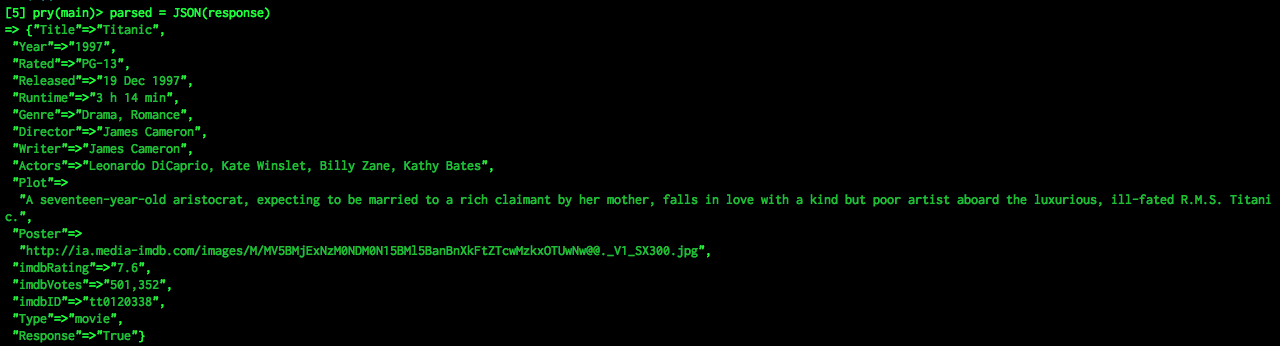 [5] pry(main)> parsed = JSON(response)
=> {"Title"=>"Titanic",
"Year"=>"1997",
"Rated"=>"PG-13",
"Released"=>"19 Dec 1997",
"Runtime"=>"3 h 14 min",
"Genre"=>"Drama, Romance",
"Director"=>"James Cameron",
"Writer"=>"James Cameron",
"Actors"=>"Leonardo DiCaprio, Kate Winslet, Billy Zane, Kathy Bates",
"Plot"=>
"A seventeen-year-old aristocrat, expecting to be married to a rich claimant by her mother, falls in love with a kind but poor artist aboard the luxurious, ill-fated R.M.S. Titani
c.",
"Poster"=>
"http://ia.media-imdb.com/images/M/MV5BMjExNzM0NDM0N15BMl5BanBnXkFtZTcwMzkxOTUwNw@@._V1_SX300.jpg",
"imdbRating"=>"7.6",
"imdbVotes"=>"501,352",
"imdbID"=>"tt0120338",
"Type"=>"movie",
"Response"=>"True"}